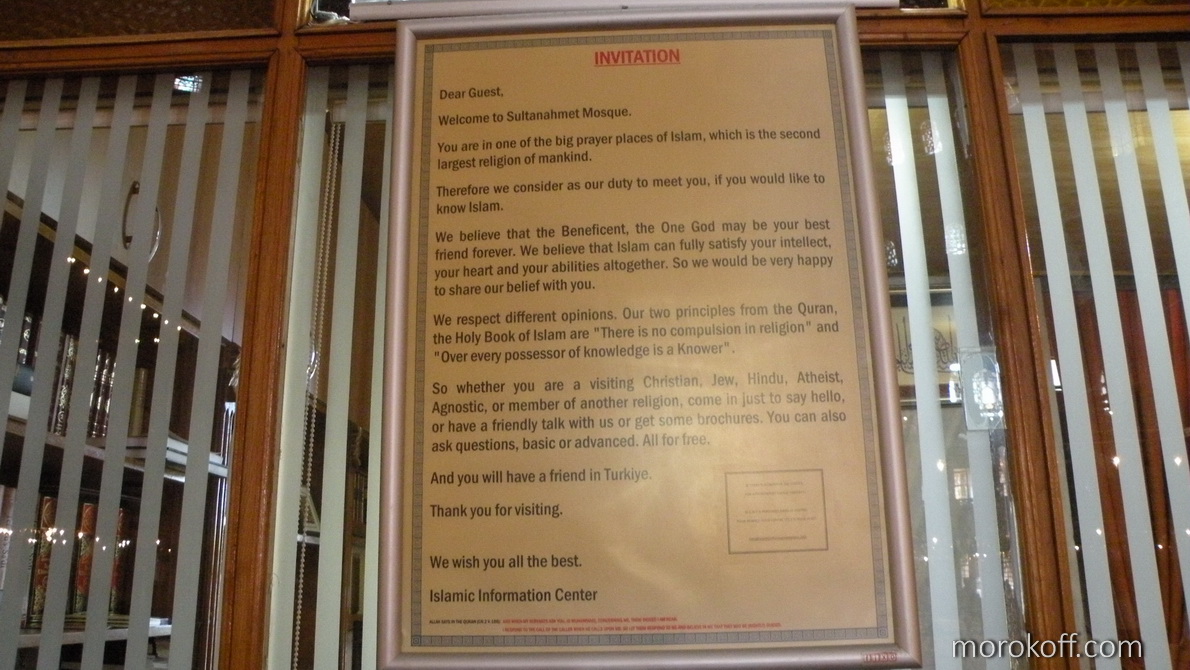 INVITATION
Dear Guest,
Welcome to Sultanahmet Mosque.
You are in one of the big prayer places of Islam, which is the second
largest religion of mankind.
Therefore we consider as our duty to meet you, if you would like to
know Islam.
We believe that the Beneficent, the One God may be your best
friend forever. We believe that Islam can fully satisfy your intellect,
your heart and your abilities altogether. So we would be very happy
to share our belief with you.
We respect different opinions. Our two principles from the Quran,
the Holy Book of Islam are "There is no compulsion in religion" and
"Over every possessor of knowledge is a Knower".
So whether you are a visiting Christian, Jew, Hindu, Atheist,
Agnostic, or member of another religion, come in just to say hello,
or have a friendly talk with us or get some brochures. You can also
ask questions, basic or advanced. All for free.
And you will have a friend in Turkiye.
Thank you for visiting.
We wish you all the best.
Islamic Information Center
morokoff.com